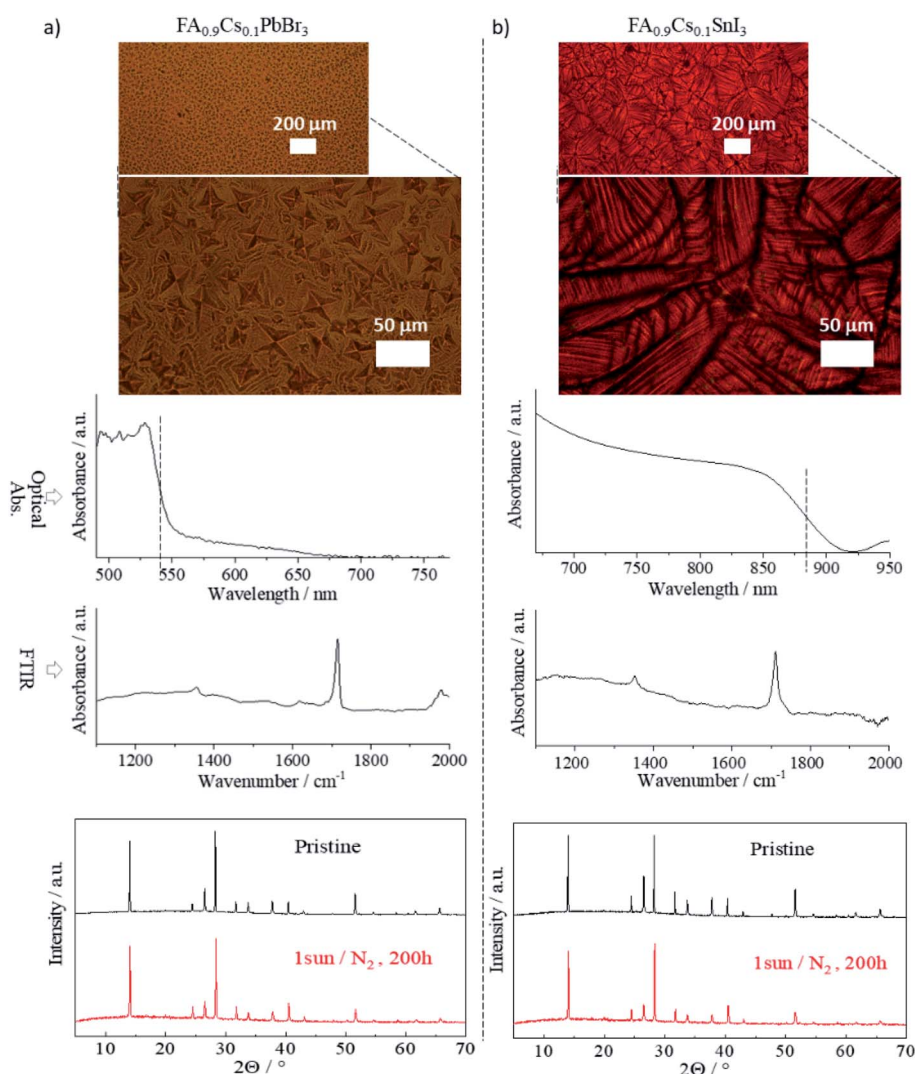 a)
FA0.9Cs0.1PbBr3
200 µm
50 µm
Optical
Abs.
Absorbance / a.u.
500 550 600 650 700 750
Wavelength / nm
FTIR
Absorbance / a.u.
1200 1400 1600 1800 2000
Wavenumber / cm-1
Intensity / a.u.
Pristine
1sun / N2 , 200h
10 20 30 40 50 60 70
2Θ / °
b)
FA0.9Cs0.1SnI3
200 µm
50 µm
Absorbance / a.u.
700 750 800 850 900 950
Wavelength / nm
Absorbance / a.u.
1200 1400 1600 1800 2000
Wavenumber / cm-1
Intensity / a.u.
Pristine
1sun / N2 , 200h
10 20 30 40 50 60 70
2Θ / °